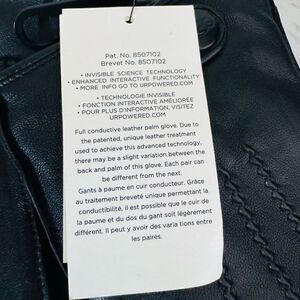 Pat. No. 8507102
Brevet No. 8507102
• INVISIBLE SCIENCE TECHNOLOGY
• ENHANCED INTERACTIVE FUNCTIONALITY
• MORE INFO GO TO URPOWERED.COM
• TECHNOLOGIE INVISIBLE
• FONCTION INTERACTIVE AMÉLIORÉE
• POUR PLUS D'INFORMATION, VISITEZ
URPOWERED.COM
Full conductive leather palm glove. Due to
the patented, unique leather treatment
used to achieve this advanced technology,
there may be a slight variation between the
back and palm of this glove. Each pair can
be different from the next.
Gants à paume en cuir conducteur. Grâce
au traitement breveté unique permettant la
conductibilité, il est possible que le cuir de
la paume et du dos du gant soit légèrement
différent. Il peut y avoir des varia tions entre
les paires.